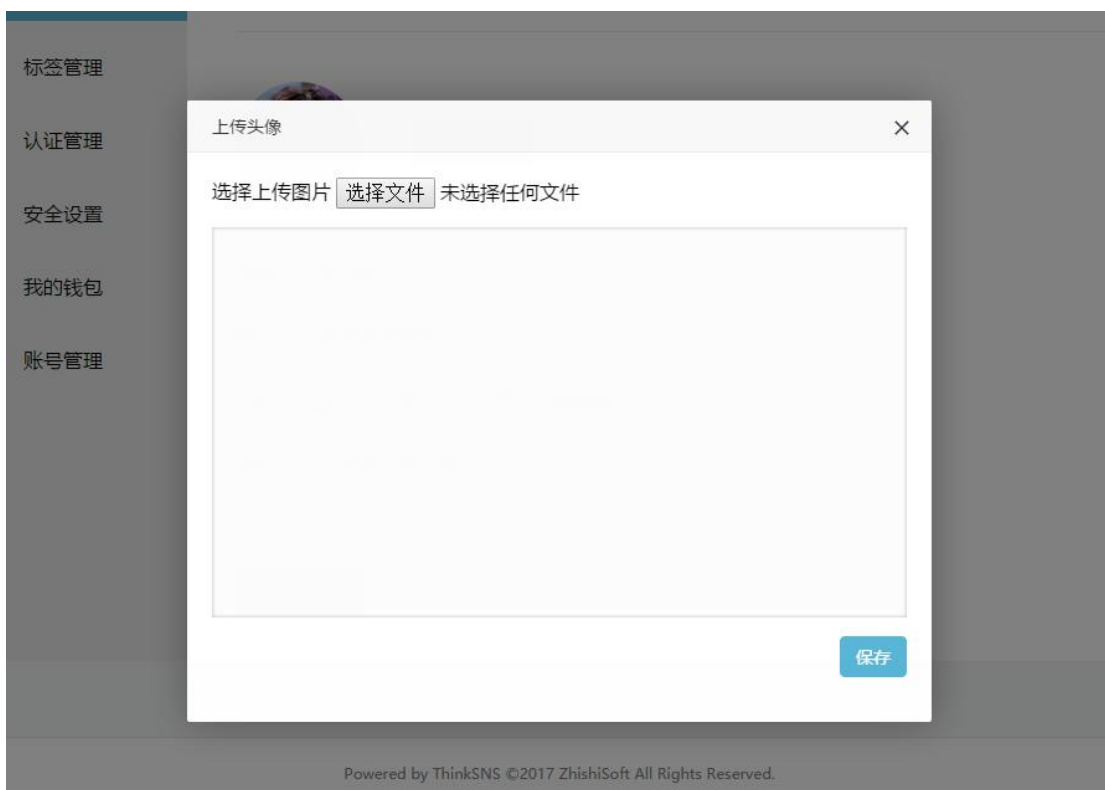 标签管理
认证管理
安全设置
我的钱包
账号管理
上传头像
选择上传图片 选择文件 未选择任何文件
保存
Powered by ThinkSNS ©2017 ZhishiSoft All Rights Reserved.